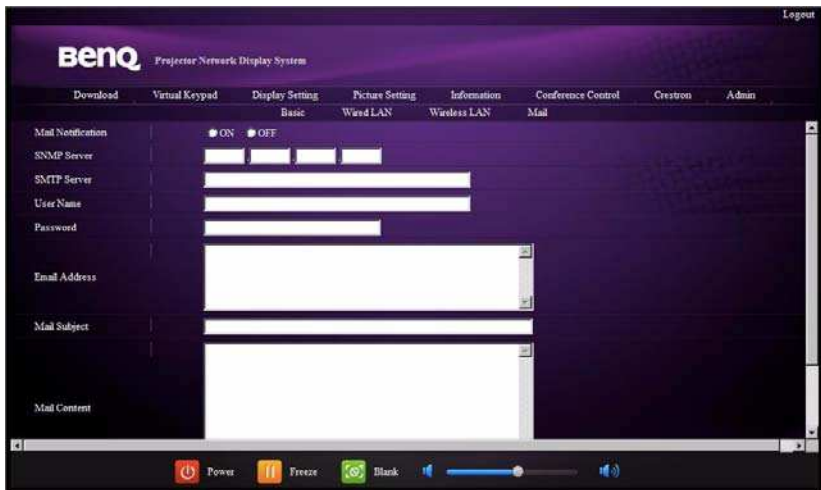 Logout
BenQ Projector Network Display System
Download Virtual Keypad Display Setting Picture Setting Information Conference Control Crestron Admin
Basic Wired LAN Wireless LAN Mail
Mail Notification ON OFF
SNMP Server . . .
SMTP Server
User Name
Password
Email Address
Mail Subject
Mail Content
Power Freeze Blank